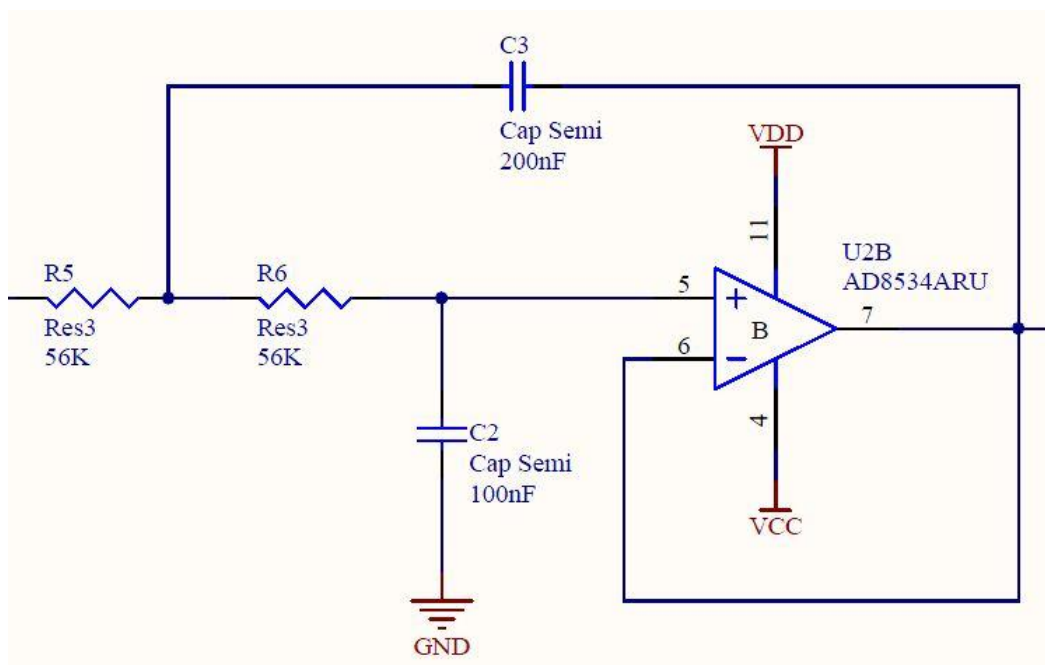 C3
Cap Semi
200nF
VDD
11
U2B
AD8534ARU
R5
Res3
56K
R6
Res3
56K
5
+
B
7
6
−
4
C2
Cap Semi
100nF
VCC
GND